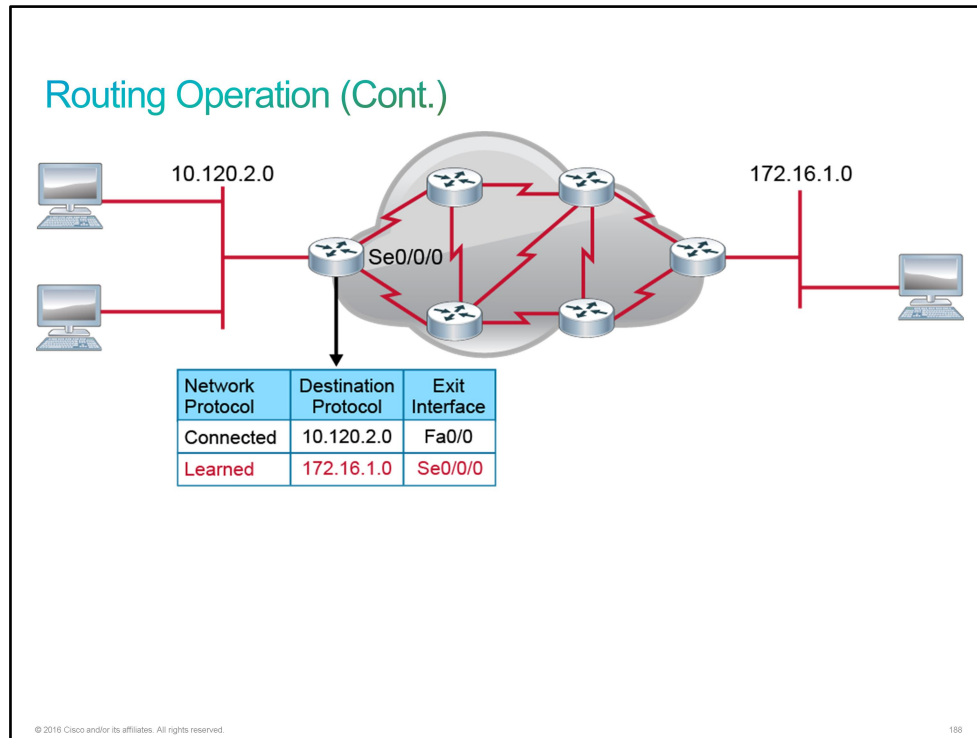 Routing Operation (Cont.)
10.120.2.0
172.16.1.0
Se0/0/0
Network Protocol Destination Protocol Exit Interface
Connected 10.120.2.0 Fa0/0
Learned 172.16.1.0 Se0/0/0
© 2016 Cisco and/or its affiliates. All rights reserved.
188